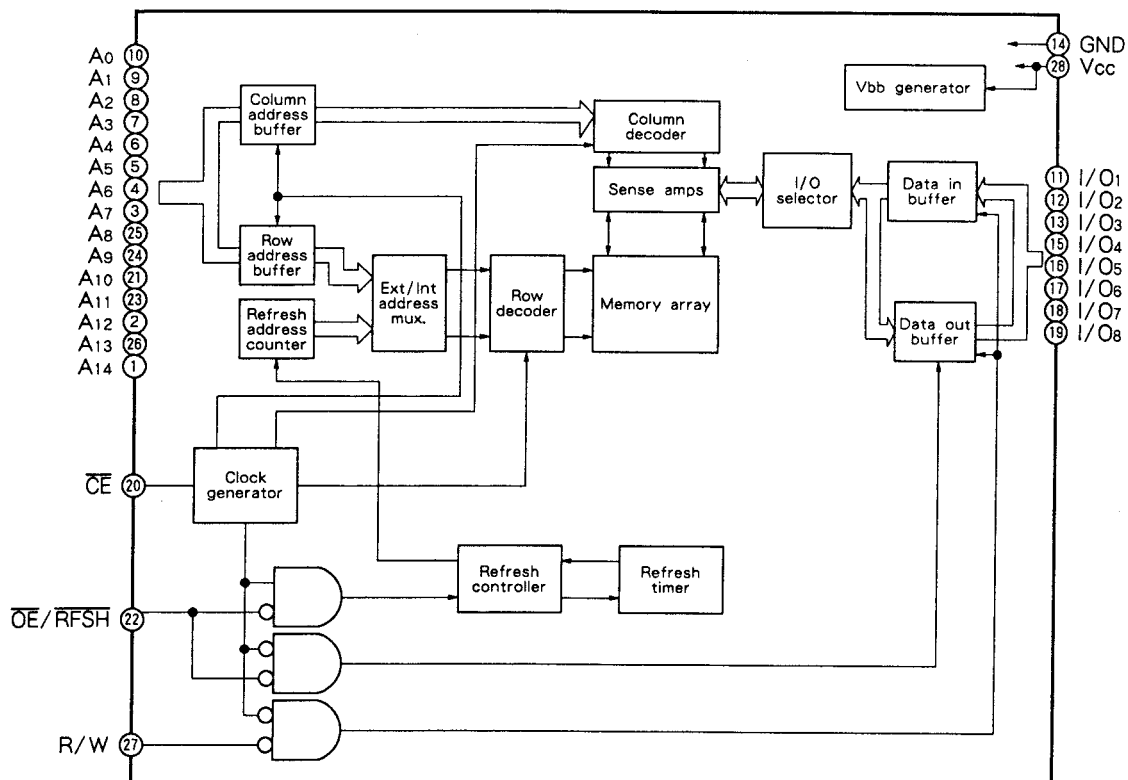 A0 10
A1 9
A2 8
A3 7
A4 6
A5 5
A6 4
A7 3
A8 25
A9 24
A10 21
A11 23
A12 2
A13 26
A14 1
C̅E̅ 20
O̅E̅/R̅F̅S̅H̅ 22
R/W 27
Column
address
buffer
Row
address
buffer
Refresh
address
counter
Ext/Int
address
mux.
Row
decoder
Column
decoder
Sense amps
Memory array
I/O
selector
Data in
buffer
Data out
buffer
Vbb generator
Clock
generator
Refresh
controller
Refresh
timer
14 GND
28 Vcc
11 I/O1
12 I/O2
13 I/O3
15 I/O4
16 I/O5
17 I/O6
18 I/O7
19 I/O8